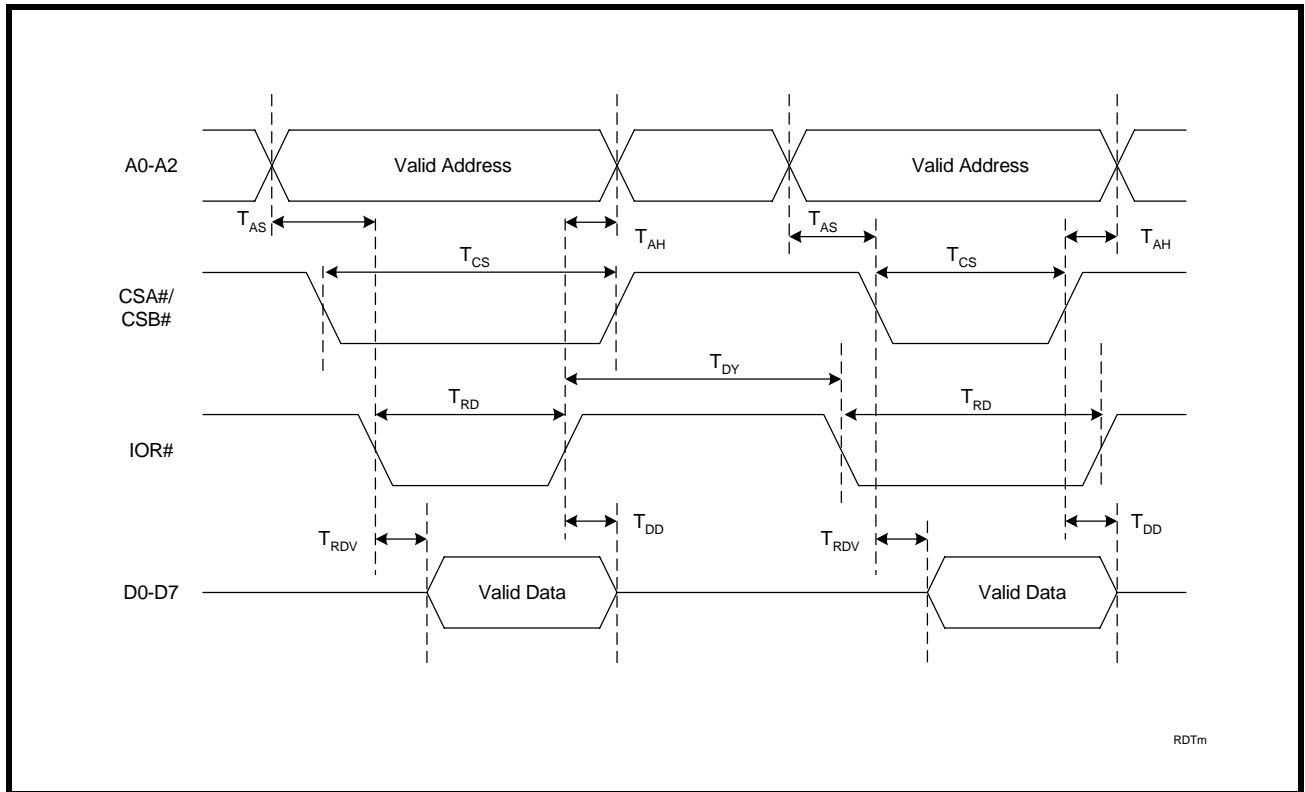 A0-A2
Valid Address
Valid Address
TAS
TAH
TAS
TAH
TCS
TCS
CSA#/
CSB#
TDY
TRD
TRD
IOR#
TRDV
TDD
TRDV
TDD
D0-D7
Valid Data
Valid Data
RDTm